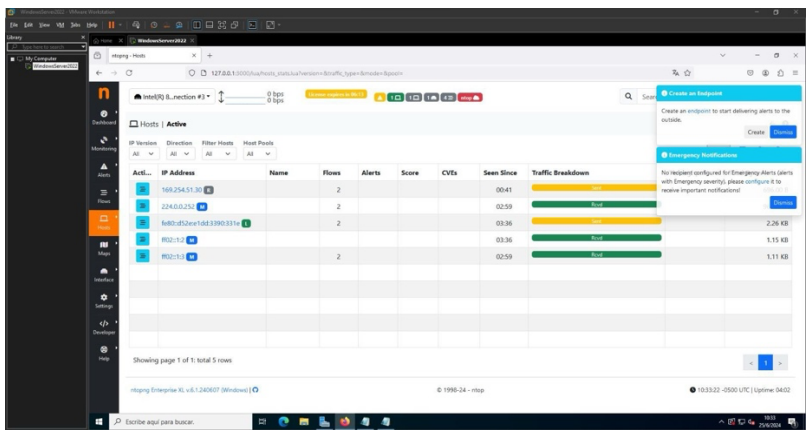 WindowsServer2022 - VMware Workstation
File Edit View VM Tabs Help
Library
Type here to search
My Computer
WindowsServer2022
Home
WindowsServer2022
ntopng - Hosts
127.0.0.1:3000/lua/hosts_stats.lua?version=&traffic_type=&mode=&pool=
Intel(R) B...nection #3
0 bps
0 bps
1
1
1
4
Sear
Create an Endpoint
Create an endpoint to start delivering alerts to the
outside.
Create Dismiss
Emergency Notifications
No recipient configured for Emergency Alerts (alerts
with Emergency severity), please configure it to
receive important notifications!
Dismiss
Dashboard
Monitoring
Alerts
Flows
Hosts
Maps
Interface
Settings
Developer
Help
Hosts | Active
IP Version Direction Filter Hosts Host Pools
All All All All
Acti... IP Address Name Flows Alerts Score CVEs Seen Since Traffic Breakdown
169.254.51.30 R 2 00:41 Sent
224.0.0.252 M 2 02:59 Rcvd
fe80::d52e:e1dd:3390:331e L 2 03:36 Sent 2.26 KB
ff02::1:2 M 03:36 Rcvd 1.15 KB
ff02::1:3 M 2 02:59 Rcvd 1.11 KB
Showing page 1 of 1: total 5 rows
< 1 >
ntopng Enterprise XL v.6.1.240607 (Windows) |
© 1998-24 - ntop
10:33:22 -0500 UTC | Uptime: 04:02
Escribe aquí para buscar.
10:33
25/6/2024